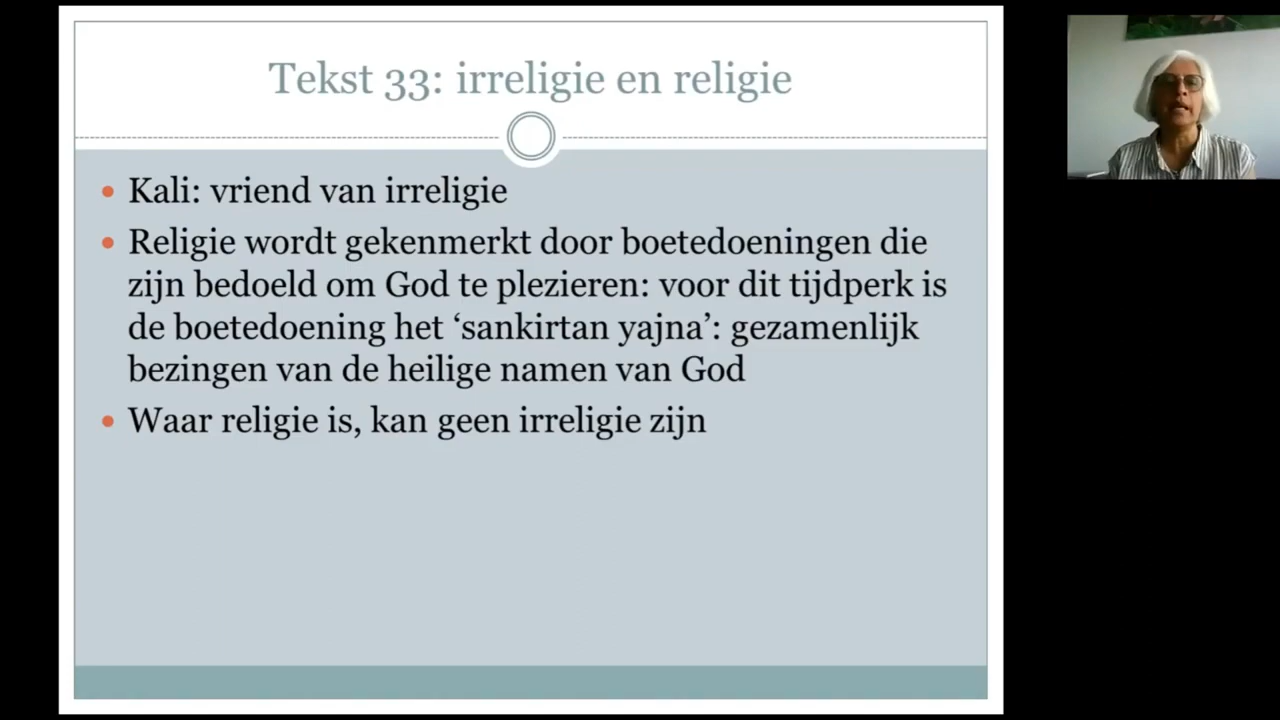 Tekst 33: irreligie en religie
Kali: vriend van irreligie
Religie wordt gekenmerkt door boetedoeningen die
zijn bedoeld om God te plezieren: voor dit tijdperk is
de boetedoening het ‘sankirtan yajna’: gezamenlijk
bezingen van de heilige namen van God
Waar religie is, kan geen irreligie zijn